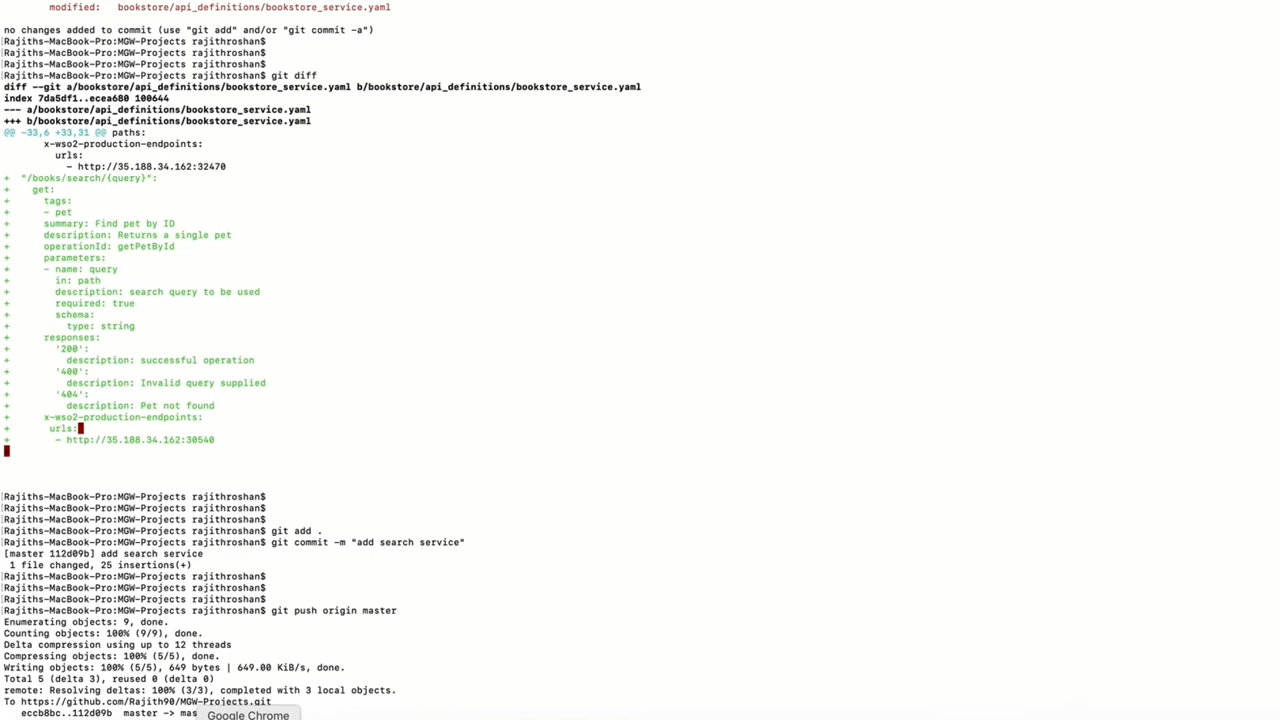 modified:   bookstore/api_definitions/bookstore_service.yaml
no changes added to commit (use "git add" and/or "git commit -a")
Rajiths-MacBook-Pro:MGW-Projects rajithroshan$
Rajiths-MacBook-Pro:MGW-Projects rajithroshan$
Rajiths-MacBook-Pro:MGW-Projects rajithroshan$
Rajiths-MacBook-Pro:MGW-Projects rajithroshan$ git diff
diff --git a/bookstore/api_definitions/bookstore_service.yaml b/bookstore/api_definitions/bookstore_service.yaml
index 7da5df1..ecea680 100644
--- a/bookstore/api_definitions/bookstore_service.yaml
+++ b/bookstore/api_definitions/bookstore_service.yaml
@@ -33,6 +33,31 @@ paths:
       x-wso2-production-endpoints:
         urls:
           - http://35.188.34.162:32470
+  "/books/search/{query}":
+    get:
+      tags:
+      - pet
+      summary: Find pet by ID
+      description: Returns a single pet
+      operationId: getPetById
+      parameters:
+      - name: query
+        in: path
+        description: search query to be used
+        required: true
+        schema:
+          type: string
+      responses:
+        '200':
+          description: successful operation
+        '400':
+          description: Invalid query supplied
+        '404':
+          description: Pet not found
+      x-wso2-production-endpoints:
+       urls:
+        - http://35.188.34.162:30540
Rajiths-MacBook-Pro:MGW-Projects rajithroshan$
Rajiths-MacBook-Pro:MGW-Projects rajithroshan$
Rajiths-MacBook-Pro:MGW-Projects rajithroshan$
Rajiths-MacBook-Pro:MGW-Projects rajithroshan$ git add .
Rajiths-MacBook-Pro:MGW-Projects rajithroshan$ git commit -m "add search service"
[master 112d09b] add search service
 1 file changed, 25 insertions(+)
Rajiths-MacBook-Pro:MGW-Projects rajithroshan$
Rajiths-MacBook-Pro:MGW-Projects rajithroshan$
Rajiths-MacBook-Pro:MGW-Projects rajithroshan$
Rajiths-MacBook-Pro:MGW-Projects rajithroshan$ git push origin master
Enumerating objects: 9, done.
Counting objects: 100% (9/9), done.
Delta compression using up to 12 threads
Compressing objects: 100% (5/5), done.
Writing objects: 100% (5/5), 649 bytes | 649.00 KiB/s, done.
Total 5 (delta 3), reused 0 (delta 0)
remote: Resolving deltas: 100% (3/3), completed with 3 local objects.
To https://github.com/Rajith90/MGW-Projects.git
   eccb8bc..112d09b  master -> mas
Google Chrome